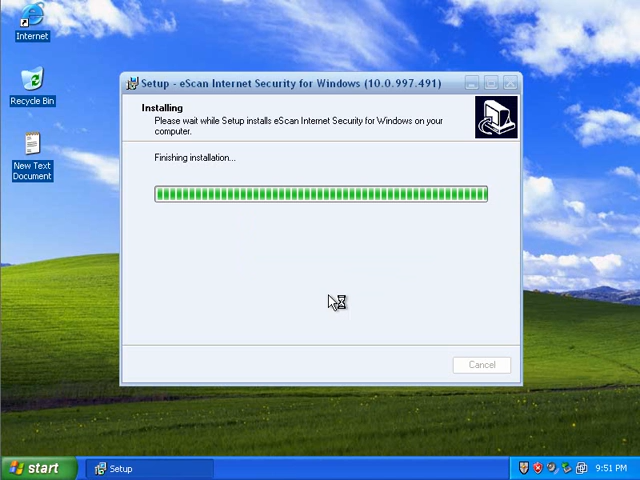 Internet
Recycle Bin
New Text
Document
Setup - eScan Internet Security for Windows (10.0.997.491)
Installing
Please wait while Setup installs eScan Internet Security for Windows on your
computer.
Finishing installation...
Cancel
start
Setup
9:51 PM